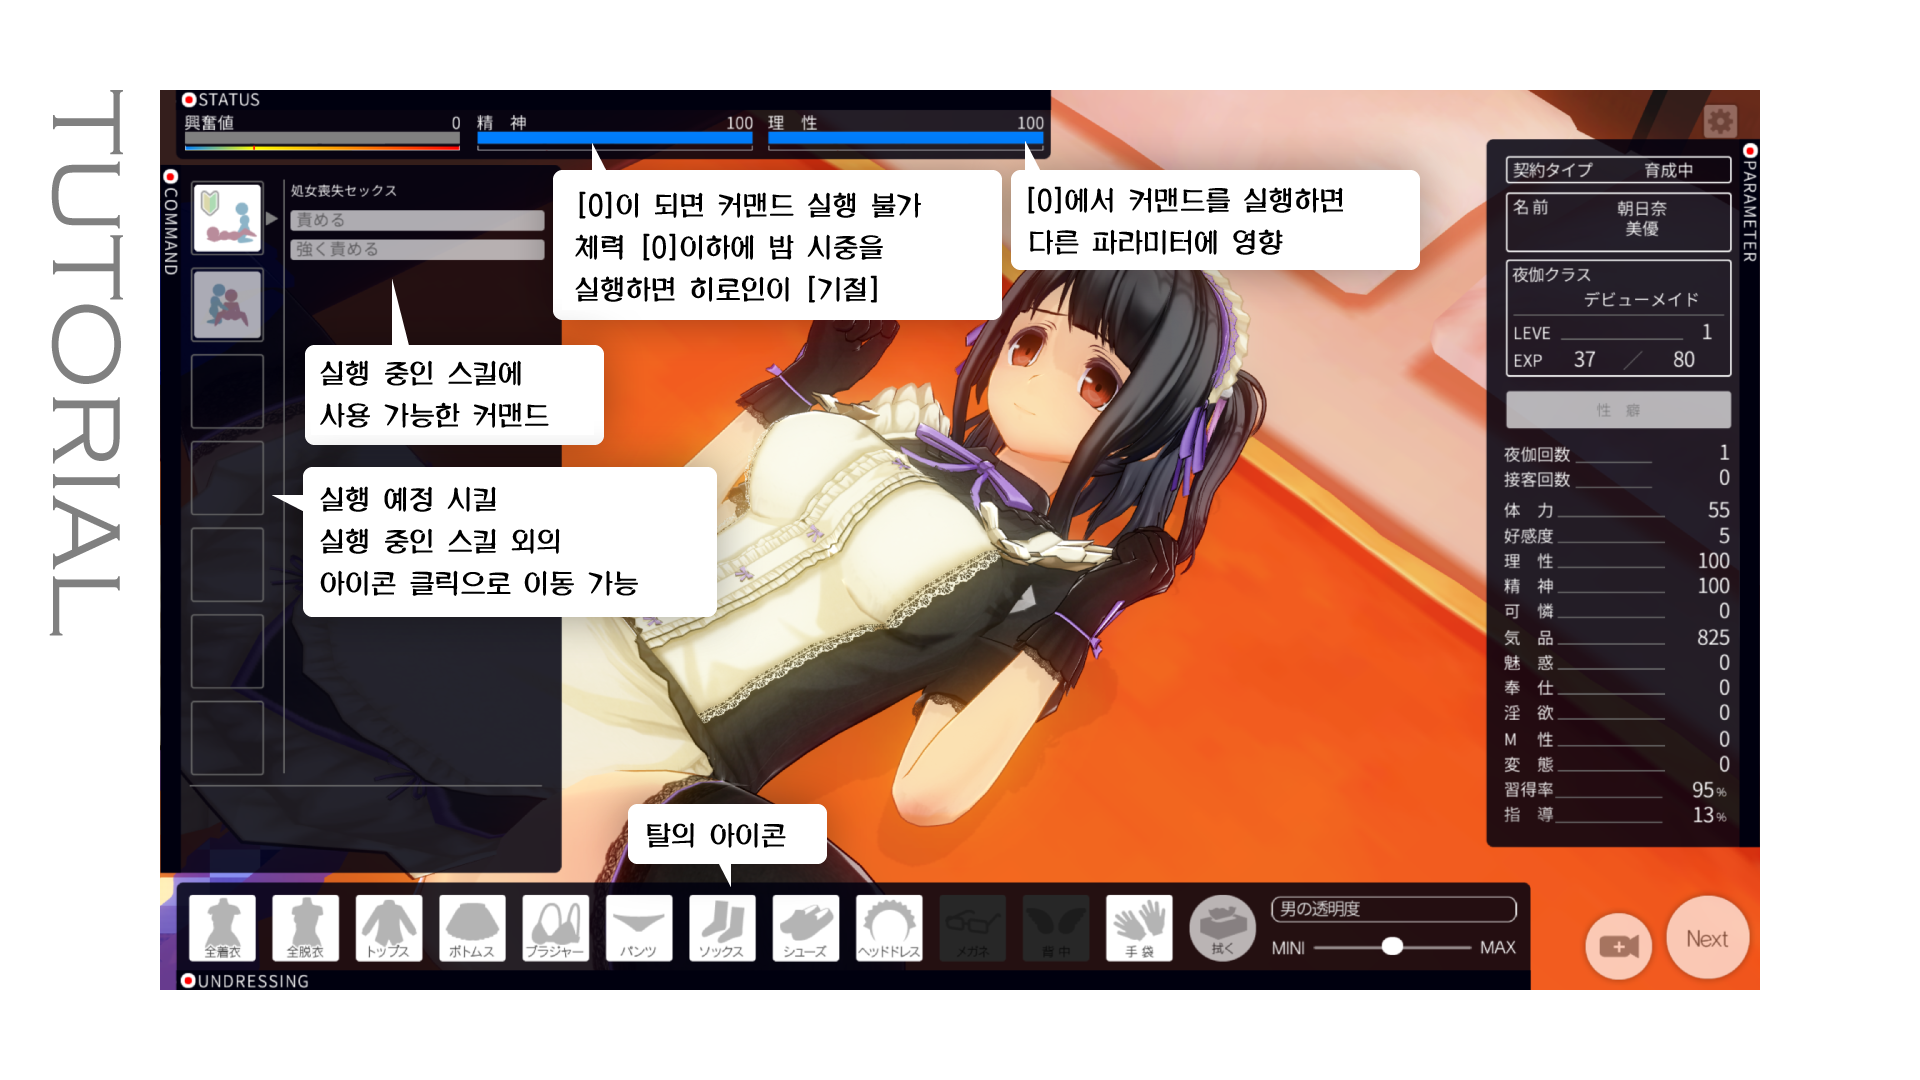 TUTORIAL
STATUS
興奮値 0
精 神 100
理 性 100
COMMAND
処女喪失セックス
責める
強く責める
[0]이 되면 커맨드 실행 불가
체력 [0]이하에 밤 시중을
실행하면 히로인이 [기절]
[0]에서 커맨드를 실행하면
다른 파라미터에 영향
실행 중인 스킬에
사용 가능한 커맨드
실행 예정 시킬
실행 중인 스킬 외의
아이콘 클릭으로 이동 가능
탈의 아이콘
PARAMETER
契約タイプ 育成中
名前 朝日奈
美優
夜伽クラス
デビューメイド
LEVE 1
EXP 37 / 80
性 癖
夜伽回数 1
接客回数 0
体 力 55
好感度 5
理 性 100
精 神 100
可 憐 0
気 品 825
魅 惑 0
奉 仕 0
淫 欲 0
M 性 0
変 態 0
習得率 95%
指 導 13%
全着衣
全脱衣
トップス
ボトムス
ブラジャー
パンツ
ソックス
シューズ
ヘッドドレス
メガネ
背中
手袋
拭く
男の透明度
MINI MAX
Next
UNDRESSING